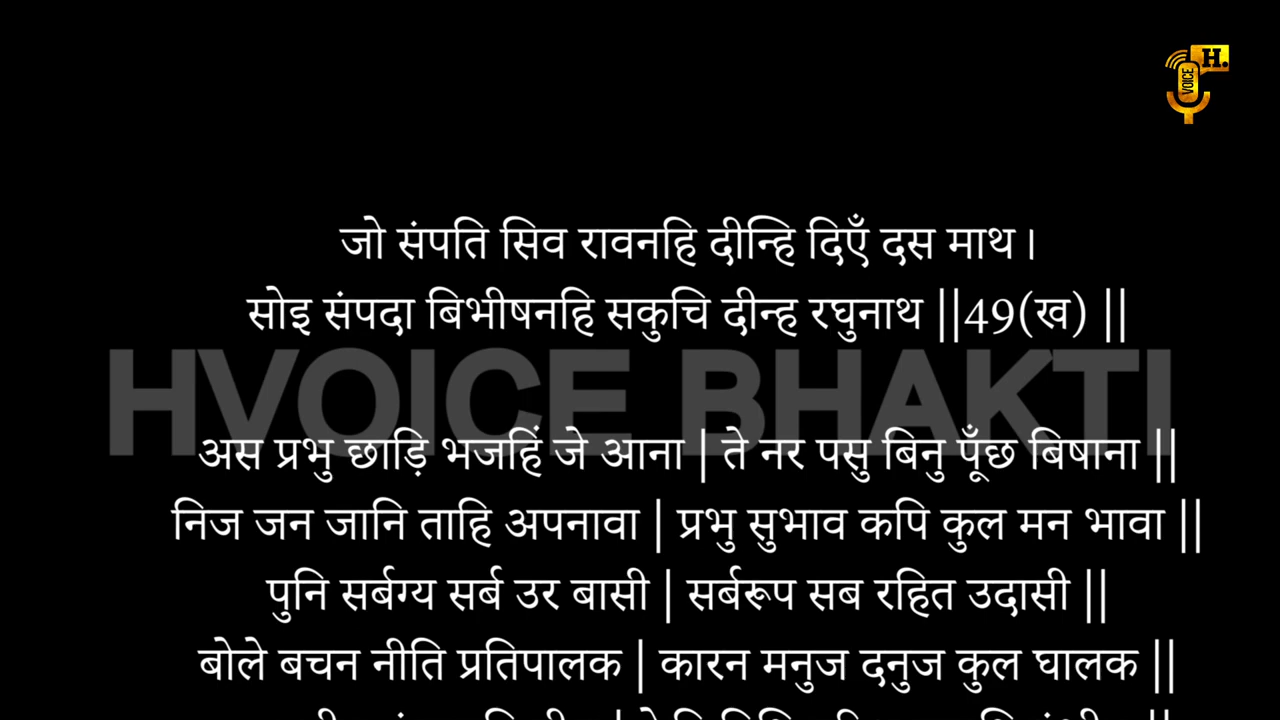 H.
VOICE
जो संपति सिव रावनहि दीन्हि दिएँ दस माथ।
सोइ संपदा बिभीषनहि सकुचि दीन्ह रघुनाथ ||49(ख) ||
HVOICE BHAKTI
अस प्रभु छाड़ि भजहिं जे आना | ते नर पसु बिनु पूँछ बिषाना ||
निज जन जानि ताहि अपनावा | प्रभु सुभाव कपि कुल मन भावा ||
पुनि सर्बग्य सर्ब उर बासी | सर्बरूप सब रहित उदासी ||
बोले बचन नीति प्रतिपालक | कारन मनुज दनुज कुल घालक ||